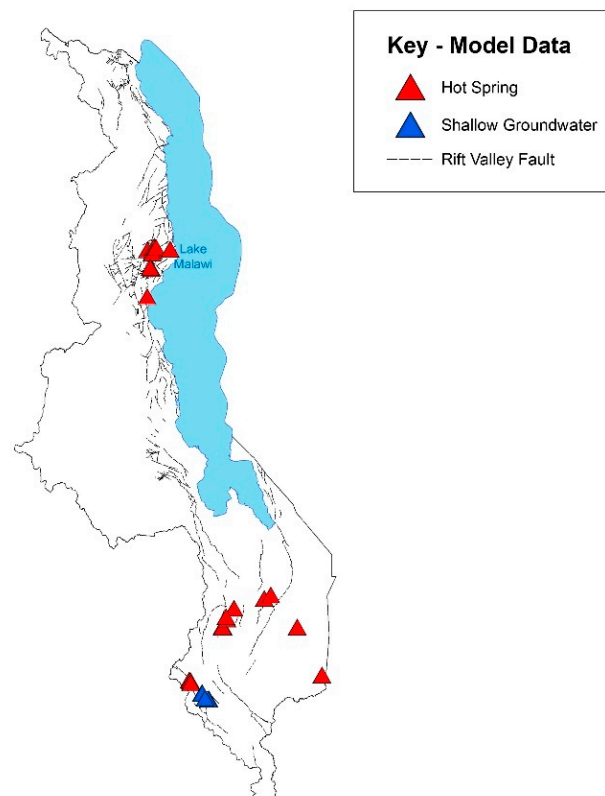 Key - Model Data
Hot Spring
Shallow Groundwater
Rift Valley Fault
Lake
Malawi